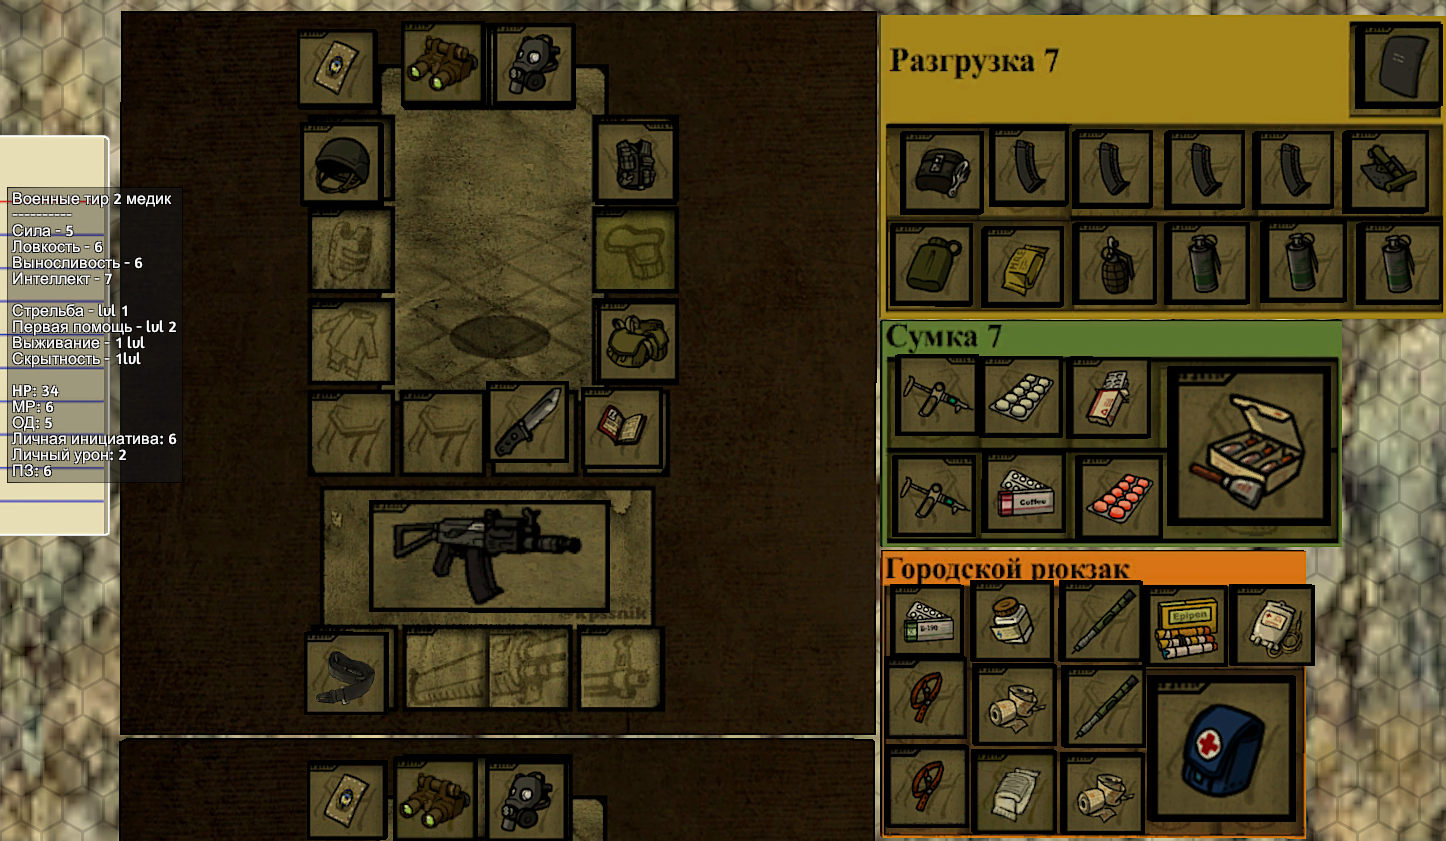 Военные тир 2 медик
----------
Сила - 5
Ловкость - 6
Выносливость - 6
Интеллект - 7
Стрельба - lvl 1
Первая помощь - lvl 2
Выживание - 1 lvl
Скрытность - 1lvl
HP: 34
МР: 6
ОД: 5
Личная инициатива: 6
Личный урон: 2
ПЗ: 6
Разгрузка 7
Сумка 7
Coffee
Городской рюкзак
Epipen